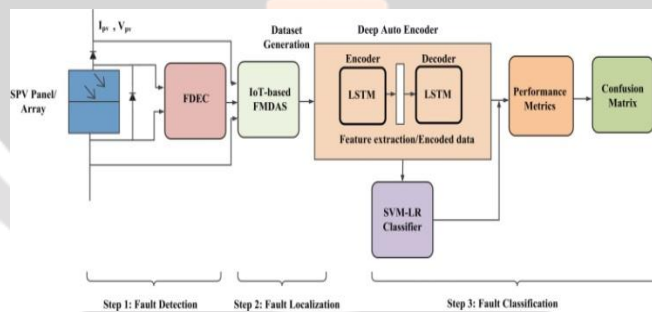 I_pv , V_pv
SPV Panel/
Array
FDEC
Dataset
Generation
IoT-based
FMDAS
Deep Auto Encoder
Encoder
LSTM
Decoder
LSTM
Feature extraction/Encoded data
SVM-LR
Classifier
Performance
Metrics
Confusion
Matrix
Step 1: Fault Detection
Step 2: Fault Localization
Step 3: Fault Classification